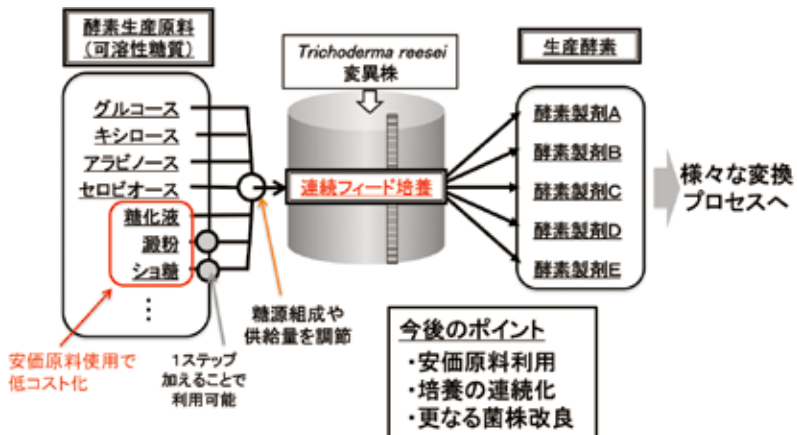 酵素生産原料
(可溶性糖質)
グルコース
キシロース
アラビノース
セロビオース
糖化液
澱粉
ショ糖
⋮
安価原料使用で
低コスト化
1ステップ
加えることで
利用可能
糖源組成や
供給量を調節
Trichoderma reesei
変異株
連続フィード培養
生産酵素
酵素製剤A
酵素製剤B
酵素製剤C
酵素製剤D
酵素製剤E
様々な変換
プロセスへ
今後のポイント
・安価原料利用
・培養の連続化
・更なる菌株改良